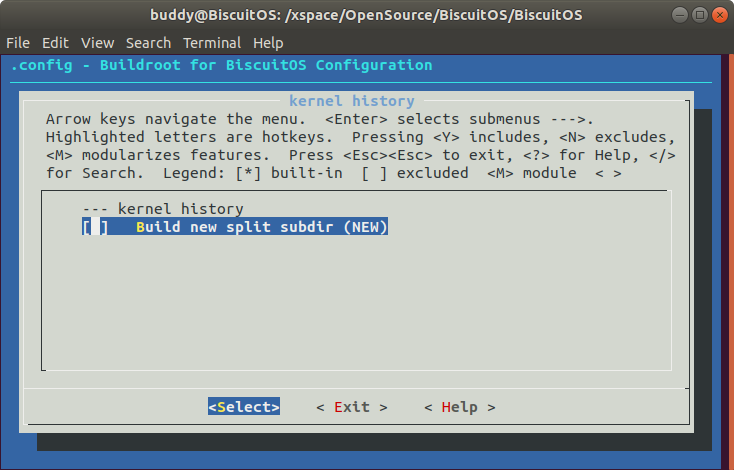 buddy@BiscuitOS: /xspace/OpenSource/BiscuitOS/BiscuitOS
File Edit View Search Terminal Help
.config - Buildroot for BiscuitOS Configuration
kernel history
Arrow keys navigate the menu.  <Enter> selects submenus --->.
Highlighted letters are hotkeys.  Pressing <Y> includes, <N> excludes,
<M> modularizes features.  Press <Esc><Esc> to exit, <?> for Help, </>
for Search.  Legend: [*] built-in  [ ] excluded  <M> module  < >
--- kernel history
[ ]   Build new split subdir (NEW)
<Select>    < Exit >    < Help >